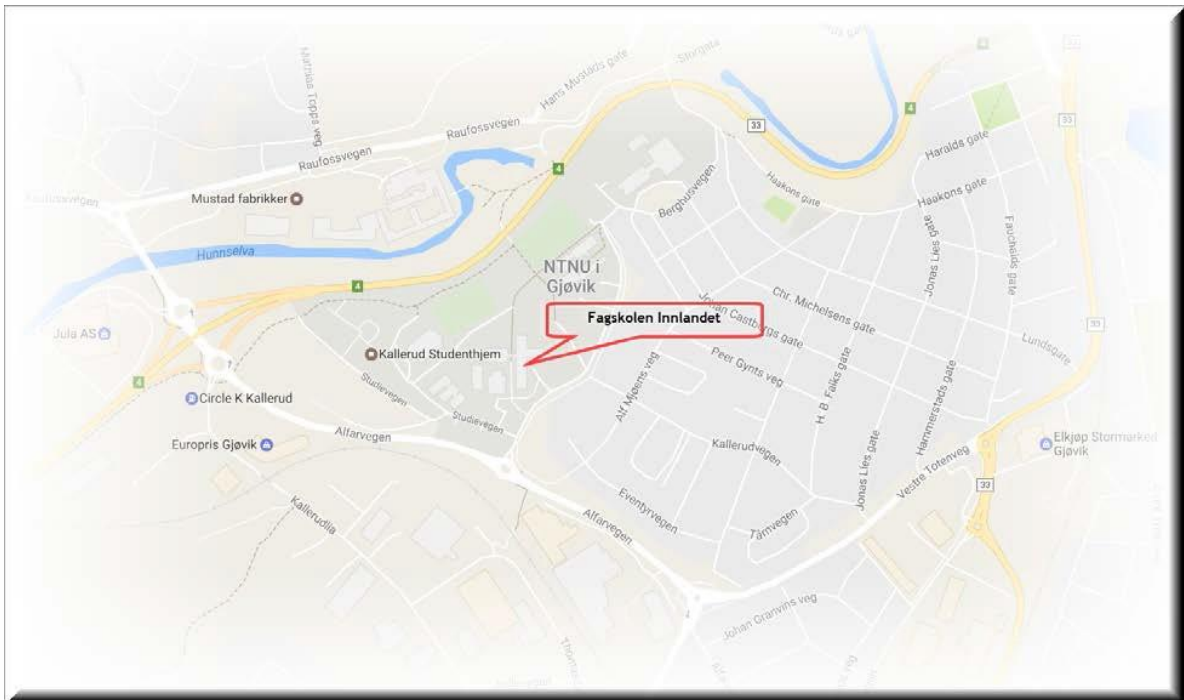 Mathias Topps veg
Hans Mustads gate
Storgata
Raufossvegen
Raufossvegen
33
4
4
33
Haralds gate
Mustad fabrikker
4
Berghusvegen
Haakons gate
Haakons gate
Hunnselva
Jonas Lies gate
Fauchalds gate
NTNU i
Gjøvik
4
Chr. Michelsens gate
Fagskolen Innlandet
Johan Castbergs gate
33
Jula AS
Kallerud Studenthjem
Peer Gynts veg
Lundsgate
4
Studievegen
Alf Mjøens veg
H. B. Falks gate
Hammerstads gate
Circle K Kallerud
Studievegen
Alfarvegen
Europris Gjøvik
Kallerudvegen
Jonas Lies gate
Vestre Totenveg
Elkjøp Stormarked
Gjøvik
33
Kallerudlia
Eventyrvegen
Alfarvegen
Tårnvegen
Johan Granvins veg